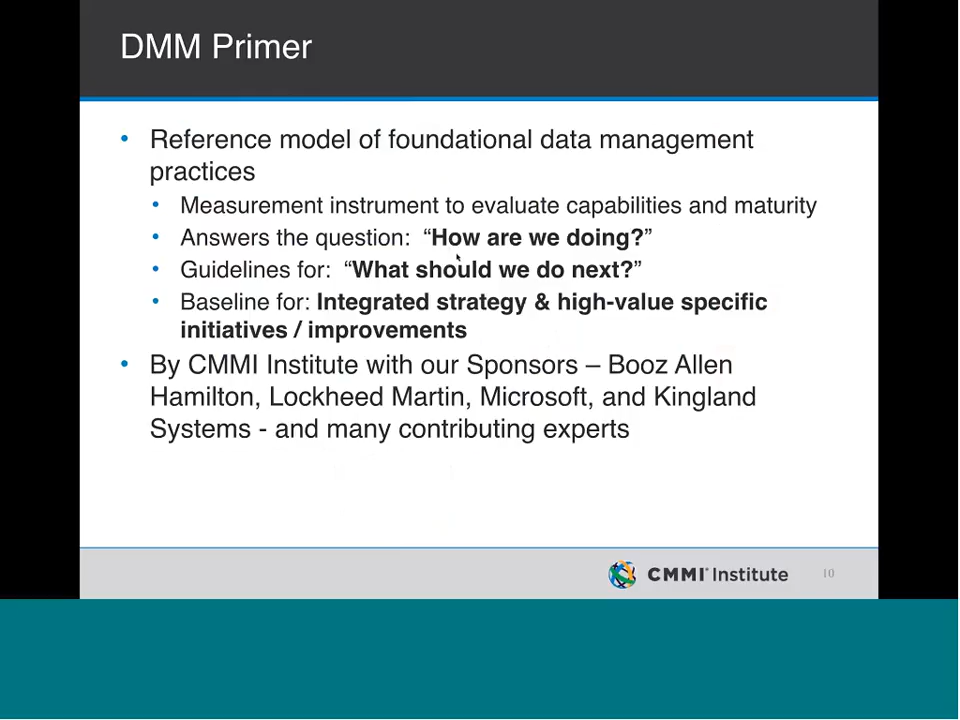 DMM Primer
• Reference model of foundational data management
practices
• Measurement instrument to evaluate capabilities and maturity
• Answers the question: “How are we doing?”
• Guidelines for: “What should we do next?”
• Baseline for: Integrated strategy & high-value specific
initiatives / improvements
• By CMMI Institute with our Sponsors – Booz Allen
Hamilton, Lockheed Martin, Microsoft, and Kingland
Systems - and many contributing experts
CMMI® Institute 10